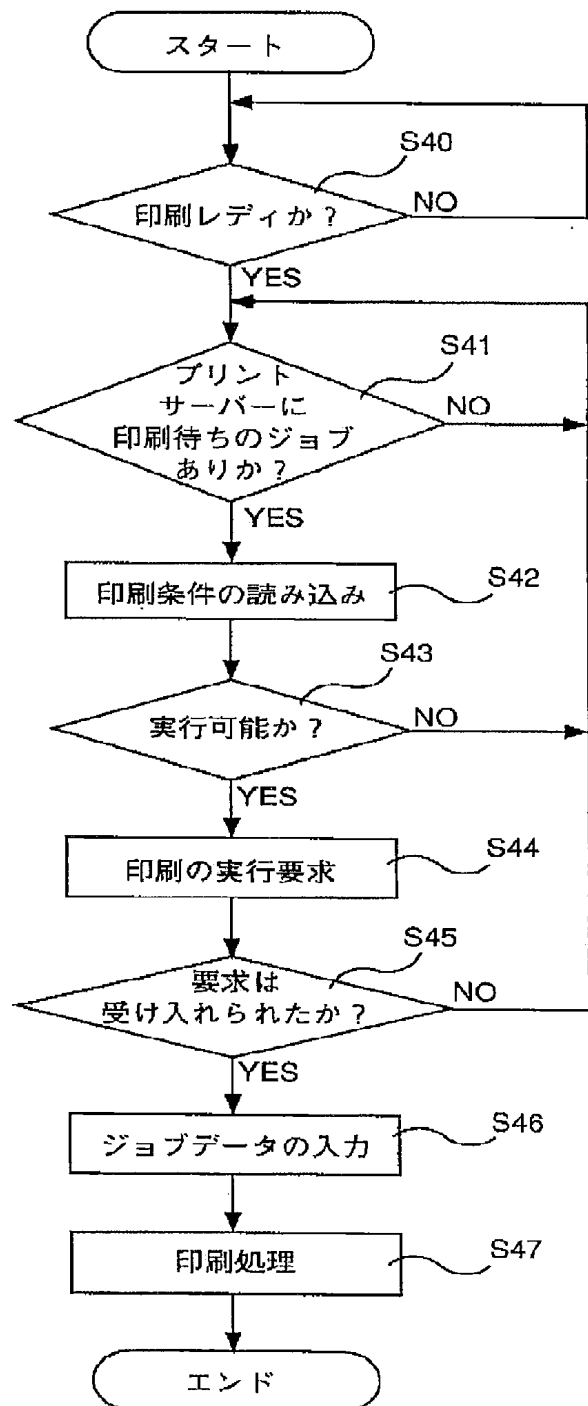 スタート
S40
印刷レディか？
NO
YES
S41
プリント
サーバーに
印刷待ちのジョブ
ありか？
NO
YES
S42
印刷条件の読み込み
S43
実行可能か？
NO
YES
S44
印刷の実行要求
S45
要求は
受け入れられたか？
NO
YES
S46
ジョブデータの入力
S47
印刷処理
エンド